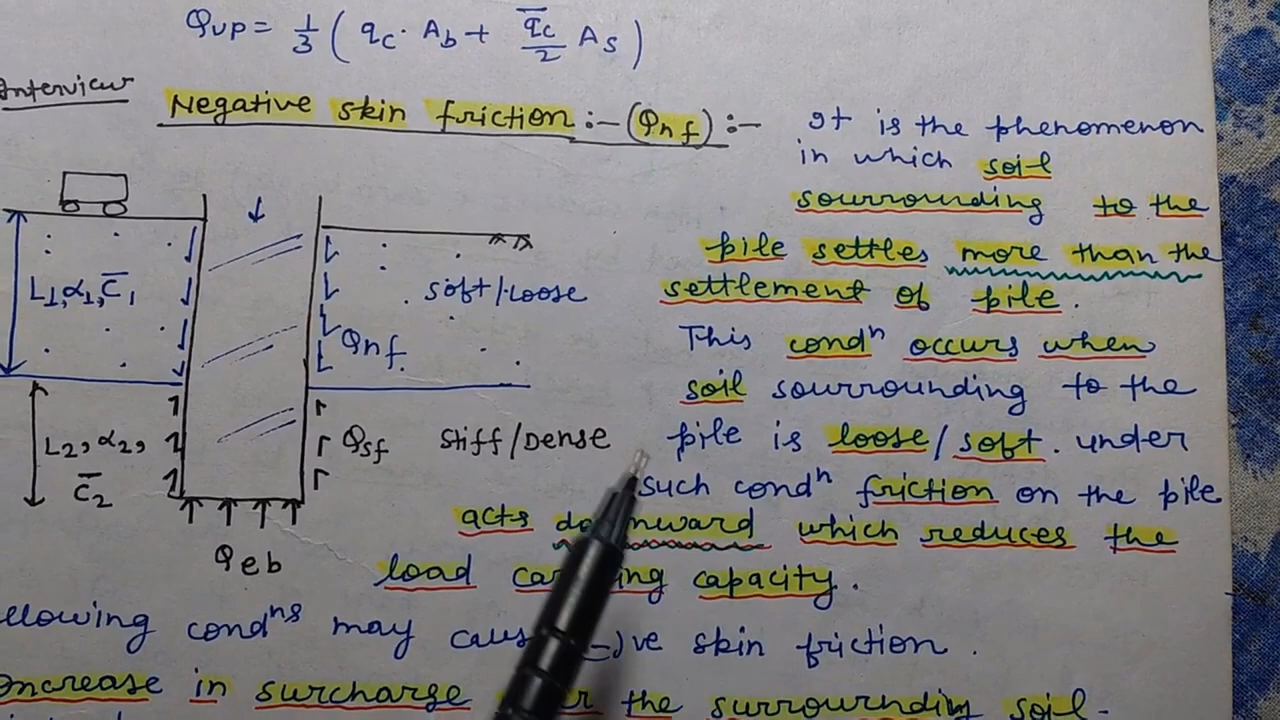 Qup = 1/3 ( qc · Ab + q̅c/2 As )
Interview
Negative skin friction :- (Qnf) :- It is the phenomenon
in which soil
sourrounding to the
pile settles more than the
settlement of pile.
This condⁿ occurs when
soil sourrounding to the
pile is loose/soft. under
such condⁿ friction on the pile
acts downward which reduces the
load carrying capacity.
L1, α1, C̅1
soft/Loose
Qnf.
L2, α2,
C̅2
Qsf
Stiff/Dense
Qeb
llowing condⁿˢ may cause (-)ve skin friction.
Increase in surcharge the surrounding soil-